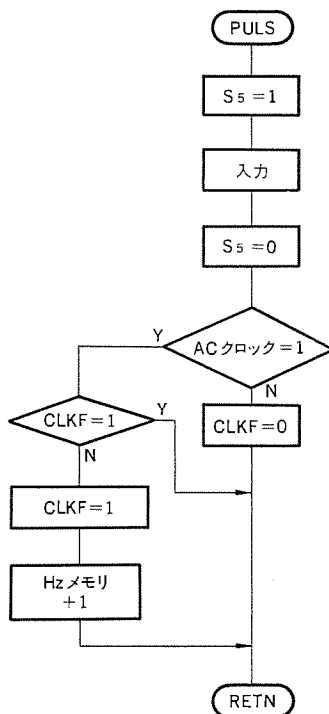 PULS
S5=1
入力
S5=0
ACクロック=1
Y
N
CLKF=1
Y
N
CLKF=0
CLKF=1
Hzメモリ
+1
RETN